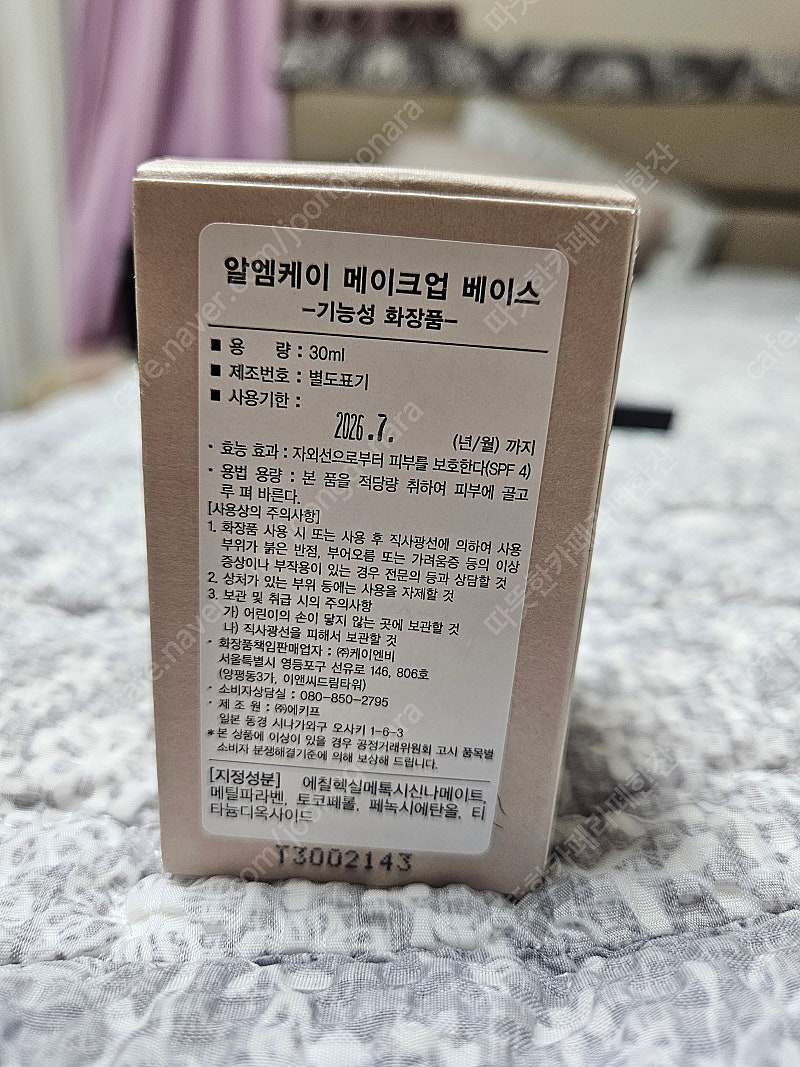 알엠케이 메이크업 베이스
-기능성 화장품-
■ 용 량 : 30ml
■ 제조번호 : 별도표기
■ 사용기한 :
2026.7. (년/월) 까지
· 효능 효과 : 자외선으로부터 피부를 보호한다(SPF 4)
· 용법 용량 : 본 품을 적당량 취하여 피부에 골고
루 펴 바른다.
[사용상의 주의사항]
1. 화장품 사용 시 또는 사용 후 직사광선에 의하여 사용
부위가 붉은 반점, 부어오름 또는 가려움증 등의 이상
증상이나 부작용이 있는 경우 전문의 등과 상담할 것
2. 상처가 있는 부위 등에는 사용을 자제할 것
3. 보관 및 취급 시의 주의사항
가) 어린이의 손이 닿지 않는 곳에 보관할 것
나) 직사광선을 피해서 보관할 것
· 화장품책임판매업자 : ㈜케이엔비
서울특별시 영등포구 선유로 146, 806호
(양평동3가, 이앤씨드림타워)
· 소비자상담실 : 080-850-2795
· 제 조 원 : ㈜에키프
일본 동경 시나가와구 오사키 1-6-3
* 본 상품에 이상이 있을 경우 공정거래위원회 고시 품목별
소비자 분쟁해결기준에 의해 보상해 드립니다.
[지정성분] 에칠헥실메톡시신나메이트,
메틸파라벤, 토코페롤, 페녹시에탄올, 티
타늄디옥사이드
T3002143
cafe.naver.com/joonggonara
따뜻한카페라떼한잔